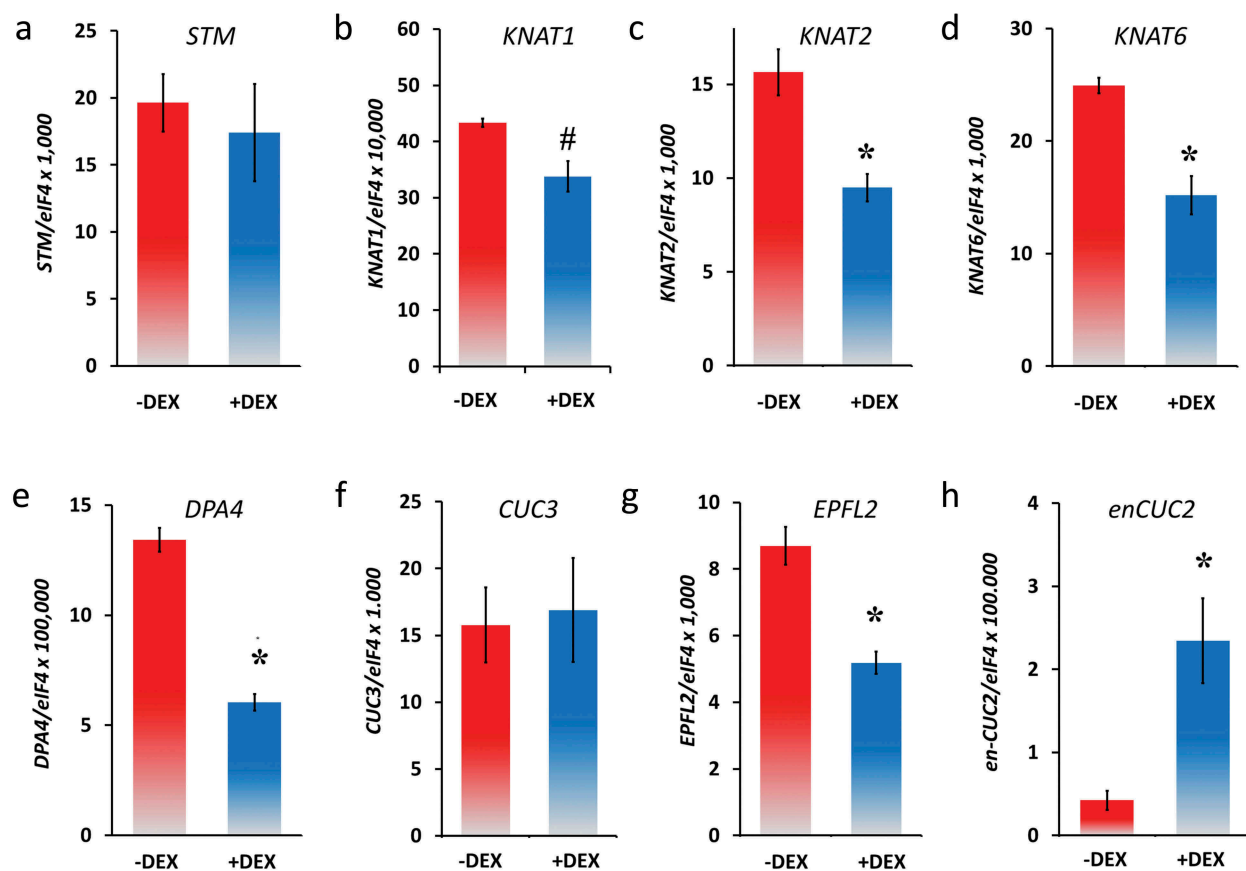 a
STM
STM/eIF4 x 1,000
25
20
15
10
5
0
-DEX
+DEX
b
KNAT1
KNAT1/eIF4 x 10,000
60
50
40
30
20
10
0
#
-DEX
+DEX
c
KNAT2
KNAT2/eIF4 x 1,000
15
10
5
0
*
-DEX
+DEX
d
KNAT6
KNAT6/eIF4 x 1,000
30
20
10
0
*
-DEX
+DEX
e
DPA4
DPA4/eIF4 x 100,000
15
10
5
0
*
-DEX
+DEX
f
CUC3
CUC3/eIF4 x 1.000
25
20
15
10
5
0
-DEX
+DEX
g
EPFL2
EPFL2/eIF4 x 1,000
10
8
6
4
2
0
*
-DEX
+DEX
h
enCUC2
en-CUC2/eIF4 x 100.000
4
3
2
1
0
*
-DEX
+DEX